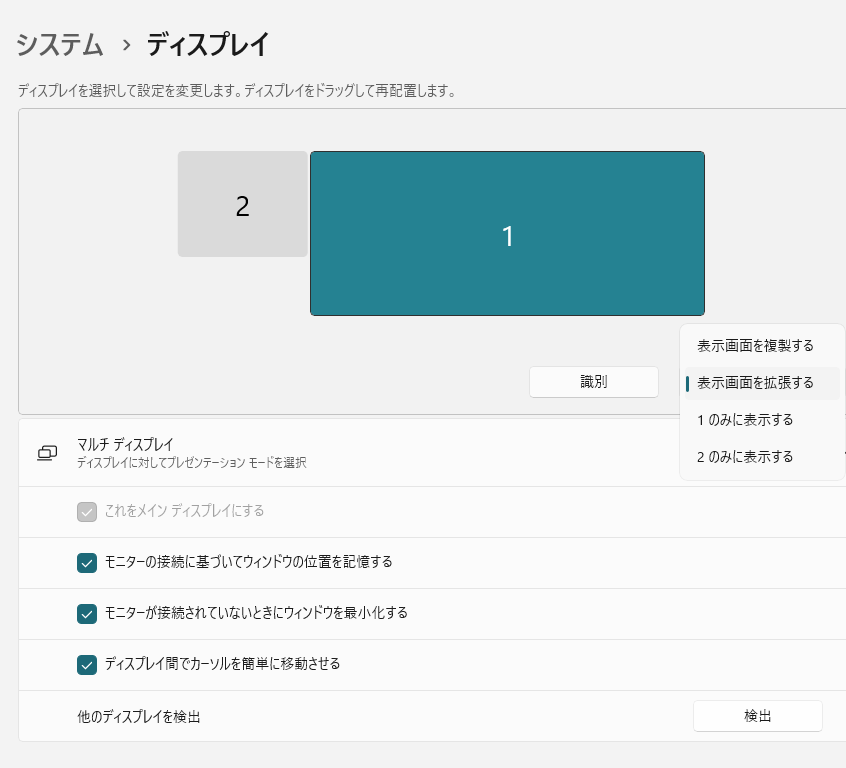 システム › ディスプレイ
ディスプレイを選択して設定を変更します。ディスプレイをドラッグして再配置します。
2
1
識別
表示画面を複製する
表示画面を拡張する
1 のみに表示する
2 のみに表示する
マルチ ディスプレイ
ディスプレイに対してプレゼンテーション モードを選択
これをメイン ディスプレイにする
モニターの接続に基づいてウィンドウの位置を記憶する
モニターが接続されていないときにウィンドウを最小化する
ディスプレイ間でカーソルを簡単に移動させる
他のディスプレイを検出
検出